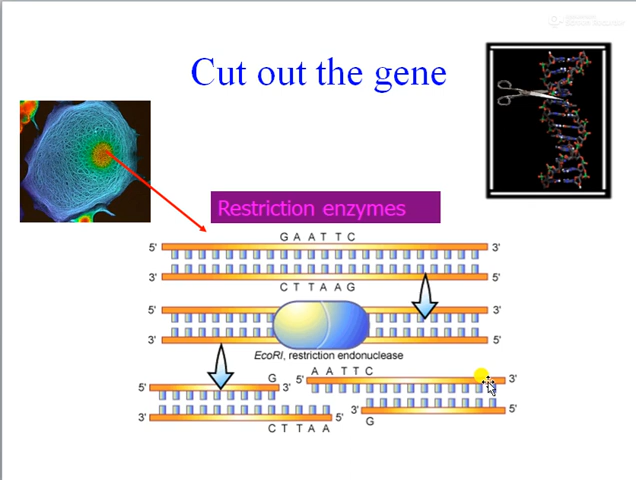 Cut out the gene
Restriction enzymes
G A A T T C
5' 3'
3' 5'
C T T A A G
5' 3'
3' 5'
EcoRI, restriction endonuclease
G A A T T C
5' 3' 5' 3'
3' 5' 3' 5'
C T T A A G